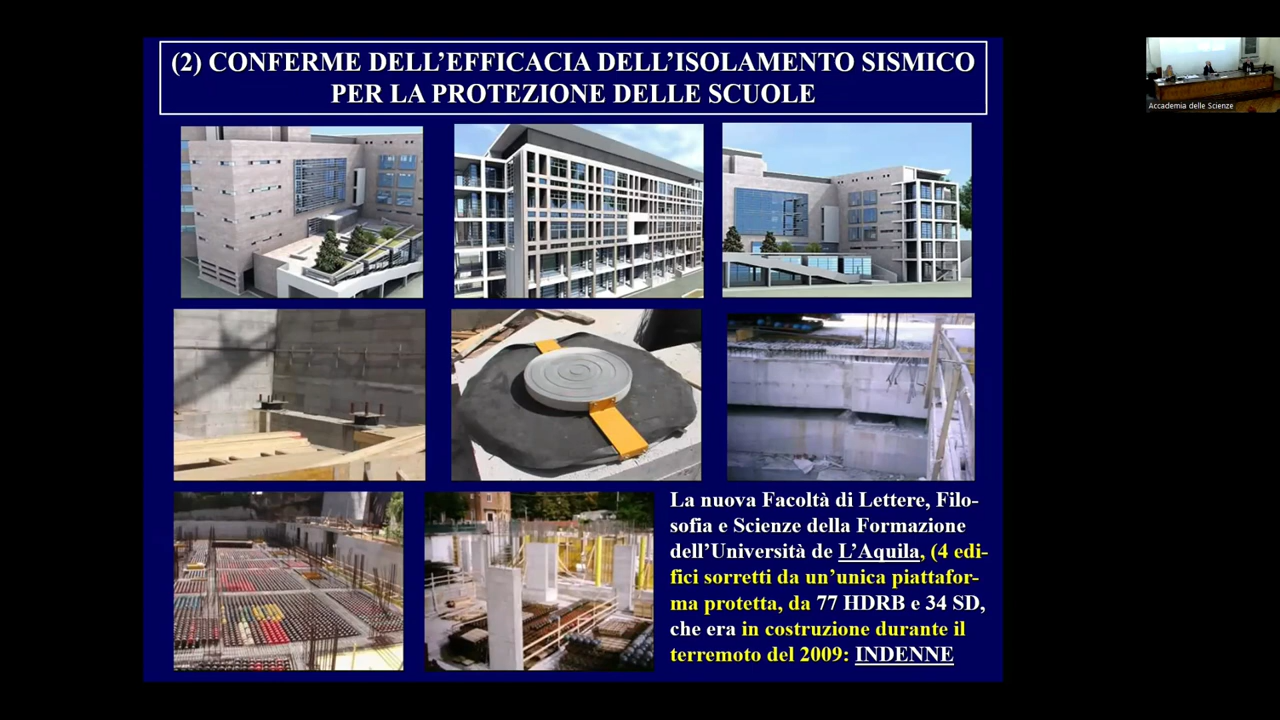 (2) CONFERME DELL’EFFICACIA DELL’ISOLAMENTO SISMICO
PER LA PROTEZIONE DELLE SCUOLE
Accademia delle Scienze
La nuova Facoltà di Lettere, Filo-
sofia e Scienze della Formazione
dell’Università de L’Aquila, (4 edi-
fici sorretti da un’unica piattafor-
ma protetta, da 77 HDRB e 34 SD,
che era in costruzione durante il
terremoto del 2009: INDENNE